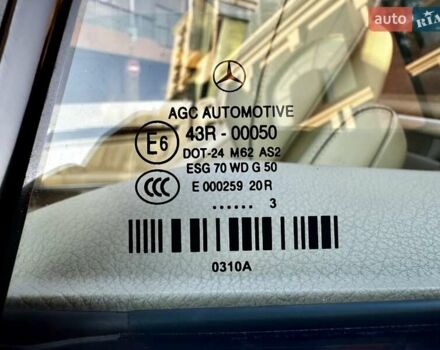 auto RIA
AGC AUTOMOTIVE
E6 43R - 00050
DOT-24 M62 AS2
ESG 70 WD G 50
CCC E 000259 20R
...... 3
0310A